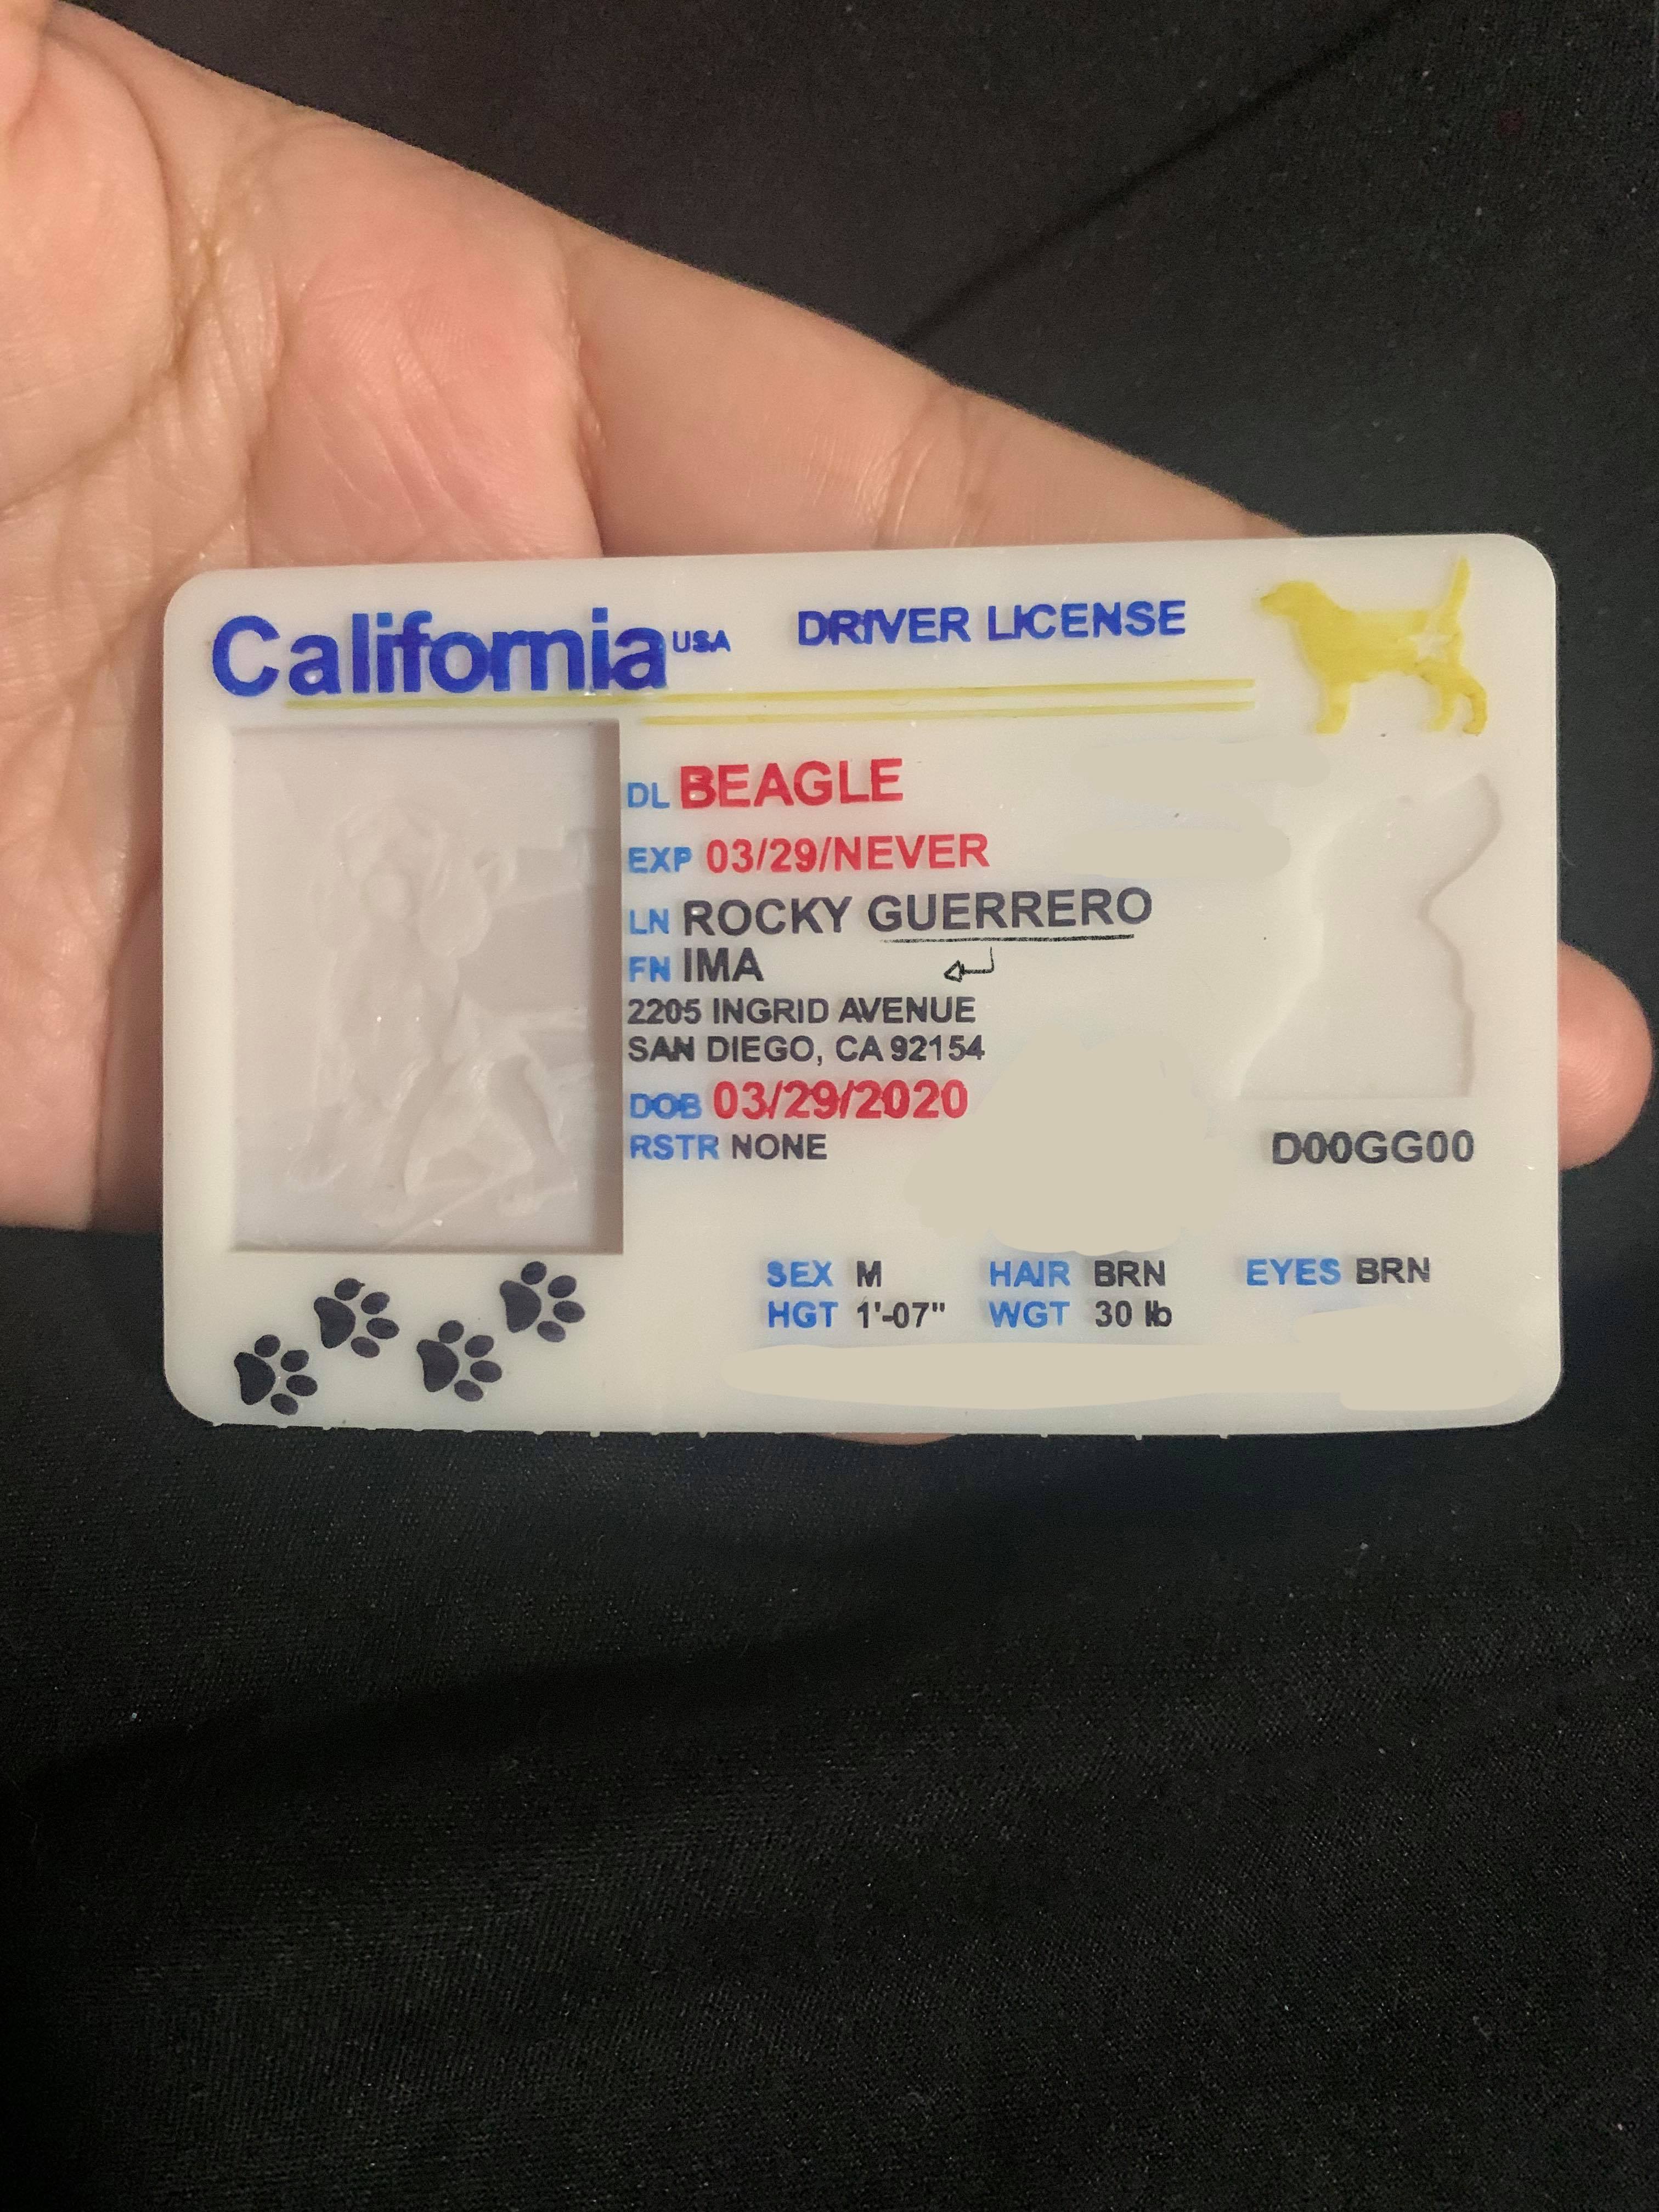 California USA DRIVER LICENSE
DL BEAGLE
EXP 03/29/NEVER
LN ROCKY GUERRERO
FN IMA
2205 INGRID AVENUE
SAN DIEGO, CA 92154
DOB 03/29/2020
RSTR NONE
D00GG00
SEX M HAIR BRN EYES BRN
HGT 1'-07" WGT 30 lb